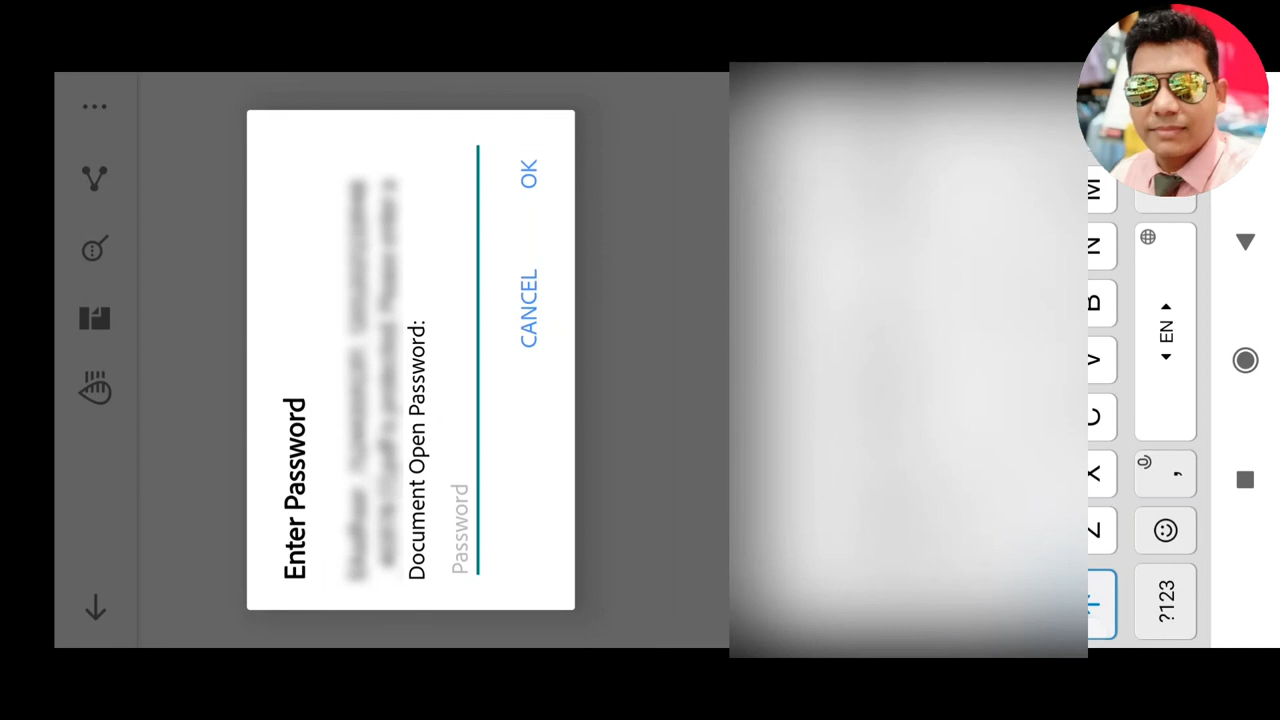 Enter Password
Document Open Password:
Password
CANCEL OK
Z X C V B N M
?123 , EN